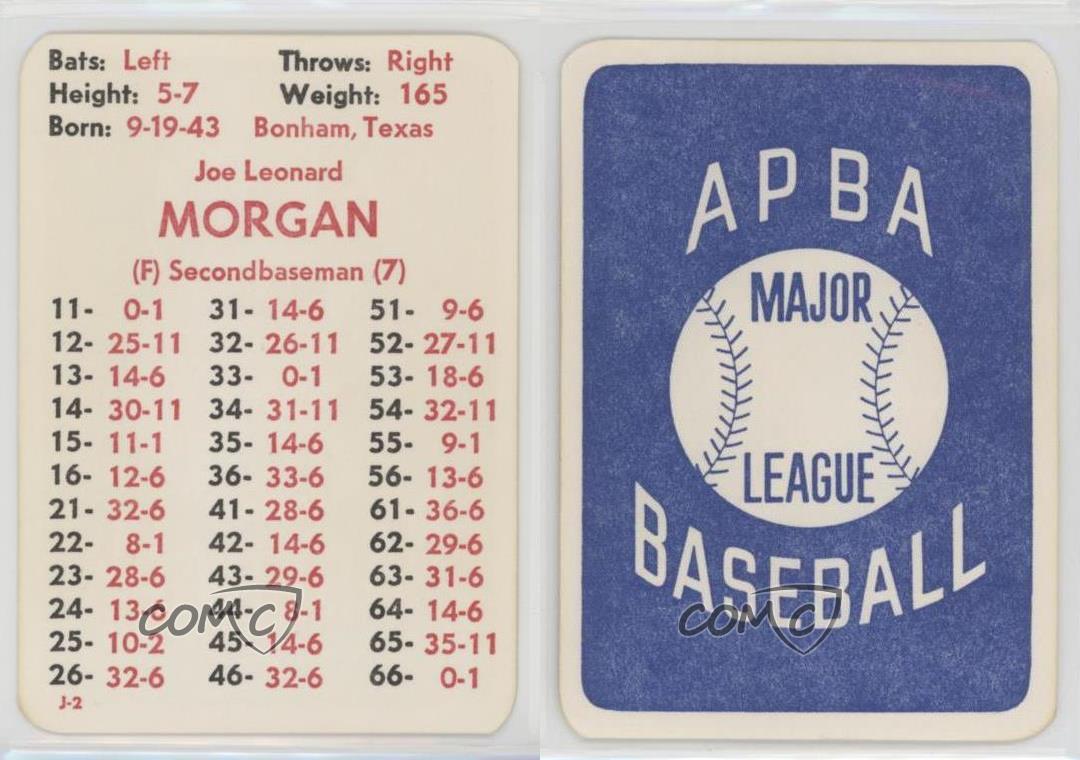 Bats: Left Throws: Right
Height: 5-7 Weight: 165
Born: 9-19-43 Bonham, Texas
Joe Leonard
MORGAN
(F) Secondbaseman (7)
11- 0-1 31- 14-6 51- 9-6
12- 25-11 32- 26-11 52- 27-11
13- 14-6 33- 0-1 53- 18-6
14- 30-11 34- 31-11 54- 32-11
15- 11-1 35- 14-6 55- 9-1
16- 12-6 36- 33-6 56- 13-6
21- 32-6 41- 28-6 61- 36-6
22- 8-1 42- 14-6 62- 29-6
23- 28-6 43- 29-6 63- 31-6
24- 13-6 44- 8-1 64- 14-6
25- 10-2 45- 14-6 65- 35-11
26- 32-6 46- 32-6 66- 0-1
J-2
COMC
APBA
MAJOR
LEAGUE
BASEBALL
COMC